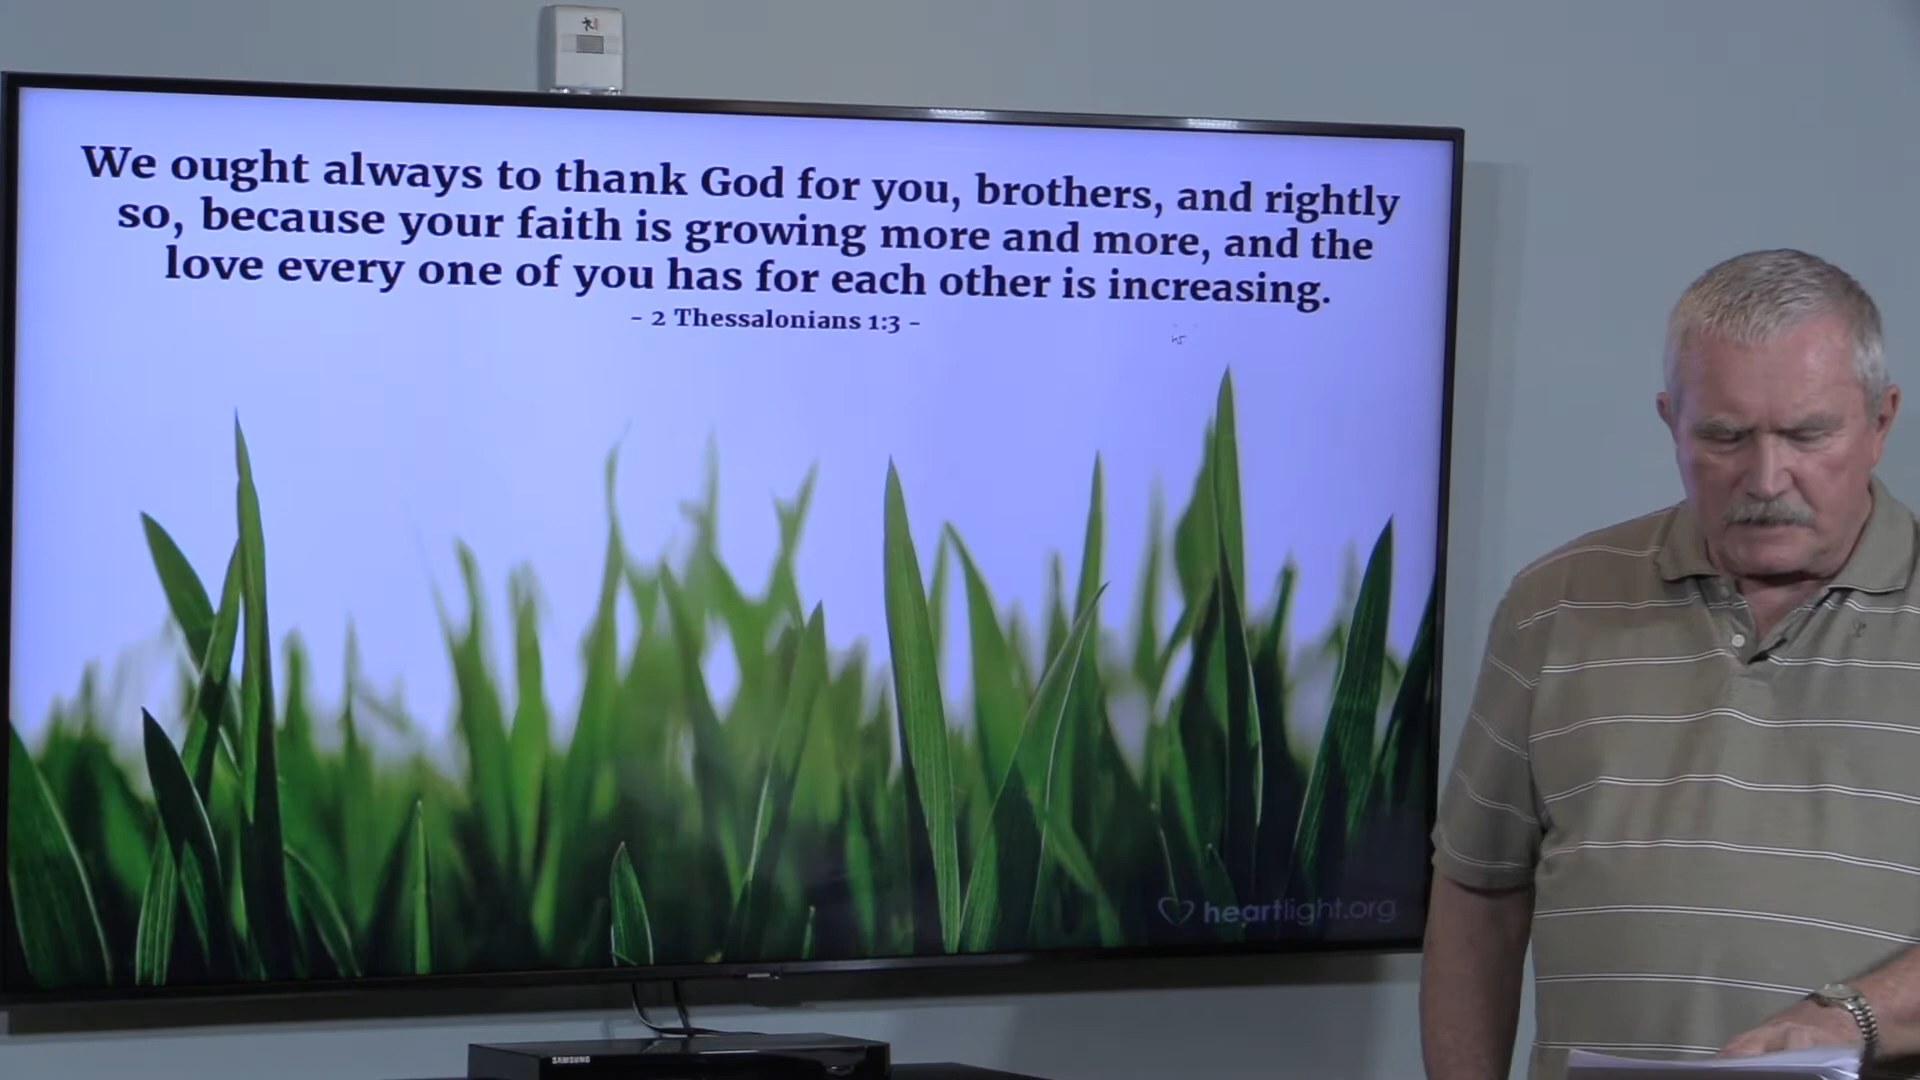 We ought always to thank God for you, brothers, and rightly
so, because your faith is growing more and more, and the
love every one of you has for each other is increasing.
- 2 Thessalonians 1:3 -
heartlight.org
SAMSUNG